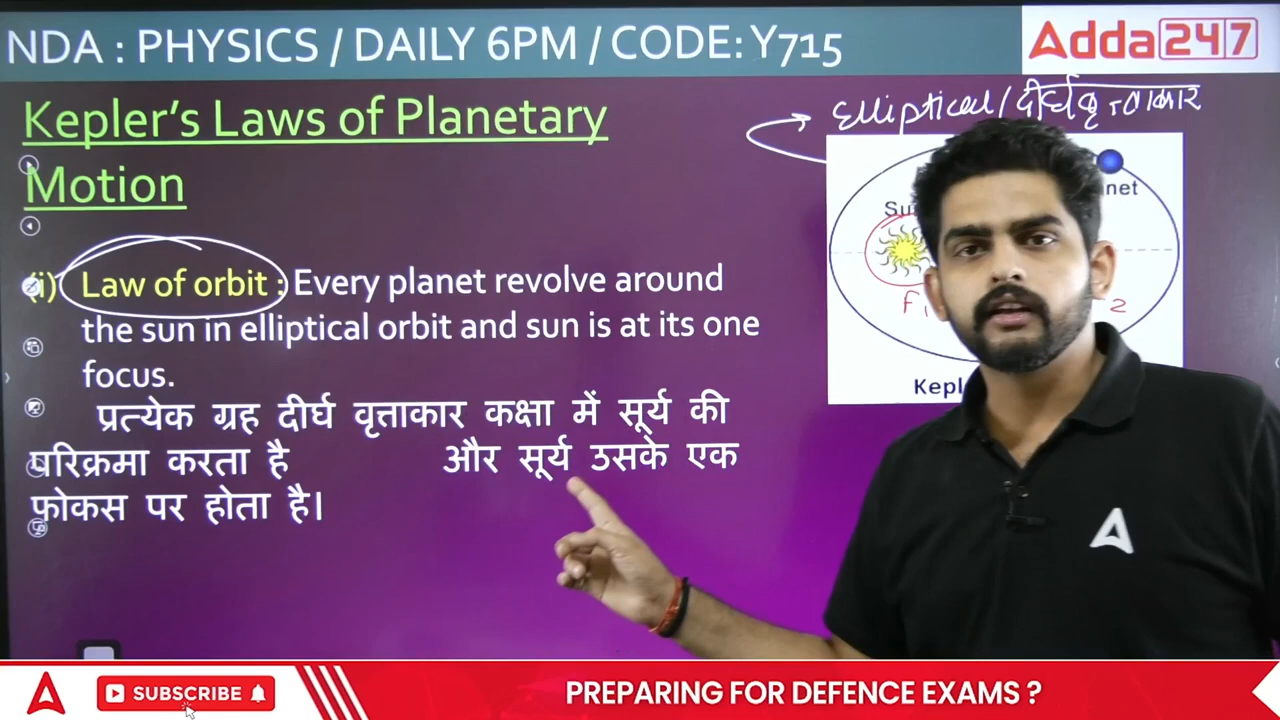 NDA : PHYSICS / DAILY 6PM / CODE: Y715
Adda247
Kepler's Laws of Planetary
Motion
Elliptical / दीर्घवृत्ताकार
(i) Law of orbit : Every planet revolve around
the sun in elliptical orbit and sun is at its one
focus.
प्रत्येक ग्रह दीर्घ वृत्ताकार कक्षा में सूर्य की
परिक्रमा करता है और सूर्य उसके एक
फोकस पर होता है।
F1
2
SUBSCRIBE
PREPARING FOR DEFENCE EXAMS ?